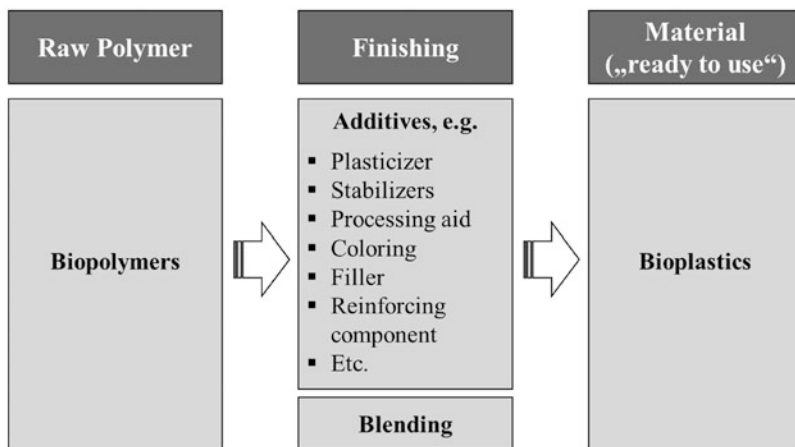 Raw Polymer
Finishing
Material
(„ready to use“)
Biopolymers
Additives, e.g.
▪ Plasticizer
▪ Stabilizers
▪ Processing aid
▪ Coloring
▪ Filler
▪ Reinforcing
component
▪ Etc.
Blending
Bioplastics